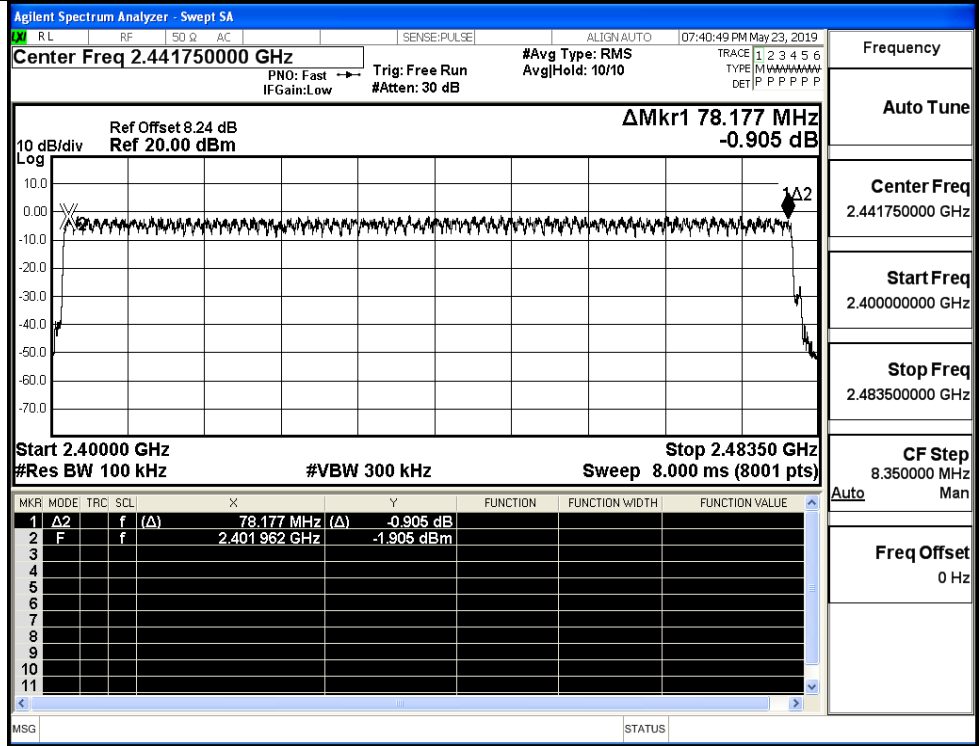 Agilent Spectrum Analyzer - Swept SA
LXI RL RF 50 Ω AC SENSE:PULSE ALIGN AUTO 07:40:49 PM May 23, 2019
Center Freq 2.441750000 GHz
PNO: Fast
IFGain:Low
Trig: Free Run
#Atten: 30 dB
#Avg Type: RMS
Avg|Hold: 10/10
TRACE 1 2 3 4 5 6
TYPE M WWWWW
DET P P P P P P
Frequency
Auto Tune
Center Freq
2.441750000 GHz
Start Freq
2.400000000 GHz
Stop Freq
2.483500000 GHz
CF Step
8.350000 MHz
Auto Man
Freq Offset
0 Hz
ΔMkr1 78.177 MHz
-0.905 dB
Ref Offset 8.24 dB
10 dB/div Ref 20.00 dBm
Log
10.0
0.00
-10.0
-20.0
-30.0
-40.0
-50.0
-60.0
-70.0
1Δ2
Start 2.40000 GHz Stop 2.48350 GHz
#Res BW 100 kHz #VBW 300 kHz Sweep 8.000 ms (8001 pts)
MKR MODE TRC SCL X Y FUNCTION FUNCTION WIDTH FUNCTION VALUE
1 Δ2 f (Δ) 78.177 MHz (Δ) -0.905 dB
2 F f 2.401 962 GHz -1.905 dBm
3
4
5
6
7
8
9
10
11
MSG STATUS